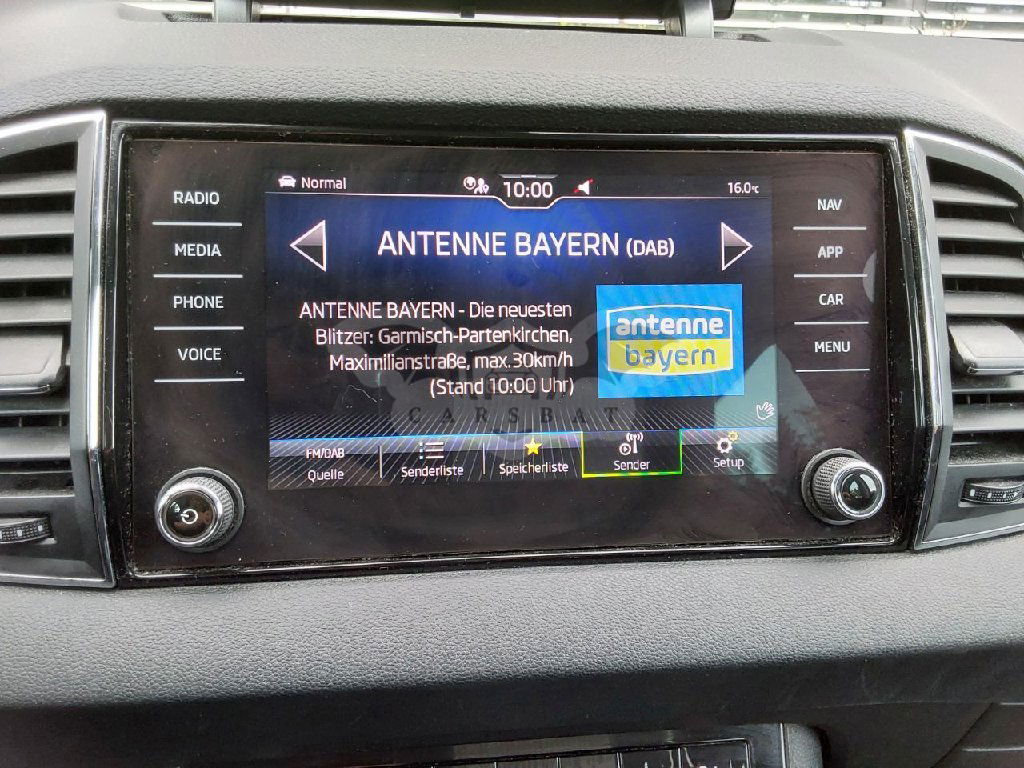 Normal
10:00
16.0°C
RADIO
MEDIA
PHONE
VOICE
ANTENNE BAYERN (DAB)
ANTENNE BAYERN - Die neuesten
Blitzer: Garmisch-Partenkirchen,
Maximilianstraße, max.30km/h
(Stand 10:00 Uhr)
antenne
bayern
CARSBAT
FM/DAB
Quelle
Senderliste
Speicherliste
Sender
Setup
NAV
APP
CAR
MENU